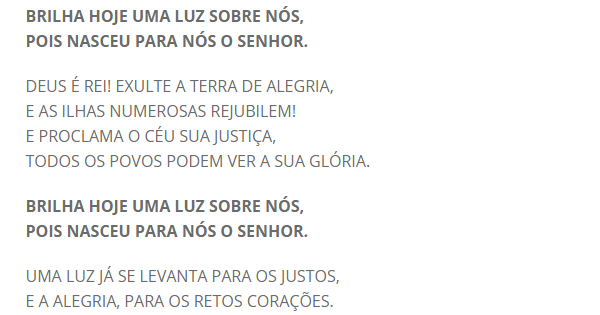 BRILHA HOJE UMA LUZ SOBRE NÓS,
POIS NASCEU PARA NÓS O SENHOR.
DEUS É REI! EXULTE A TERRA DE ALEGRIA,
E AS ILHAS NUMEROSAS REJUBILEM!
E PROCLAMA O CÉU SUA JUSTIÇA,
TODOS OS POVOS PODEM VER A SUA GLÓRIA.
BRILHA HOJE UMA LUZ SOBRE NÓS,
POIS NASCEU PARA NÓS O SENHOR.
UMA LUZ JÁ SE LEVANTA PARA OS JUSTOS,
E A ALEGRIA, PARA OS RETOS CORAÇÕES.